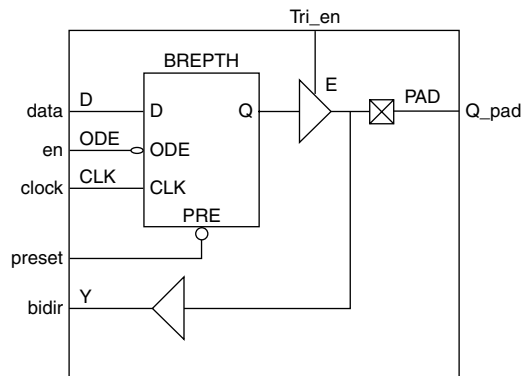 Tri_en
BREPTH
E
data D D Q PAD Q_pad
en ODE ODE
clock CLK CLK
PRE
preset
bidir Y